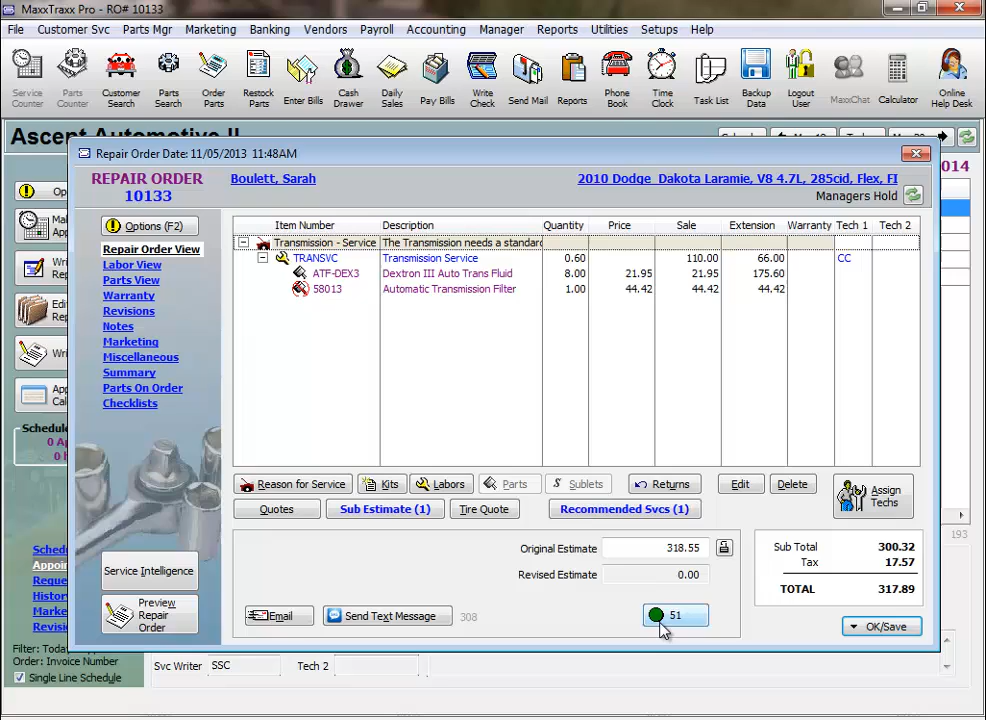 MaxxTraxx Pro - RO# 10133
File Customer Svc Parts Mgr Marketing Banking Vendors Payroll Accounting Manager Reports Utilities Setups Help
Service Counter Parts Counter Customer Search Parts Search Order Parts Restock Parts Enter Bills Cash Drawer Daily Sales Pay Bills Write Check Send Mail Reports Phone Book Time Clock Task List Backup Data Logout User MaxxChat Calculator Online Help Desk
Ascent Automotive II
Repair Order Date: 11/05/2013 11:48AM
REPAIR ORDER
10133
Boulett, Sarah
2010 Dodge Dakota Laramie, V8 4.7L, 285cid, Flex, FI
Managers Hold
014
Options (F2)
Repair Order View
Labor View
Parts View
Warranty
Revisions
Notes
Marketing
Miscellaneous
Summary
Parts On Order
Checklists
Service Intelligence
Preview Repair Order
Item Number Description Quantity Price Sale Extension Warranty Tech 1 Tech 2
Transmission - Service The Transmission needs a standard
TRANSVC Transmission Service 0.60 110.00 66.00 CC
ATF-DEX3 Dextron III Auto Trans Fluid 8.00 21.95 21.95 175.60
58013 Automatic Transmission Filter 1.00 44.42 44.42 44.42
Reason for Service Kits Labors Parts Sublets Returns Edit Delete Assign Techs
Quotes Sub Estimate (1) Tire Quote Recommended Svcs (1)
193
Original Estimate 318.55
Revised Estimate 0.00
Sub Total 300.32
Tax 17.57
TOTAL 317.89
Email Send Text Message 308 51 OK/Save
Filter: Toda
Order: Invoice Number
Single Line Schedule
Svc Writer SSC Tech 2